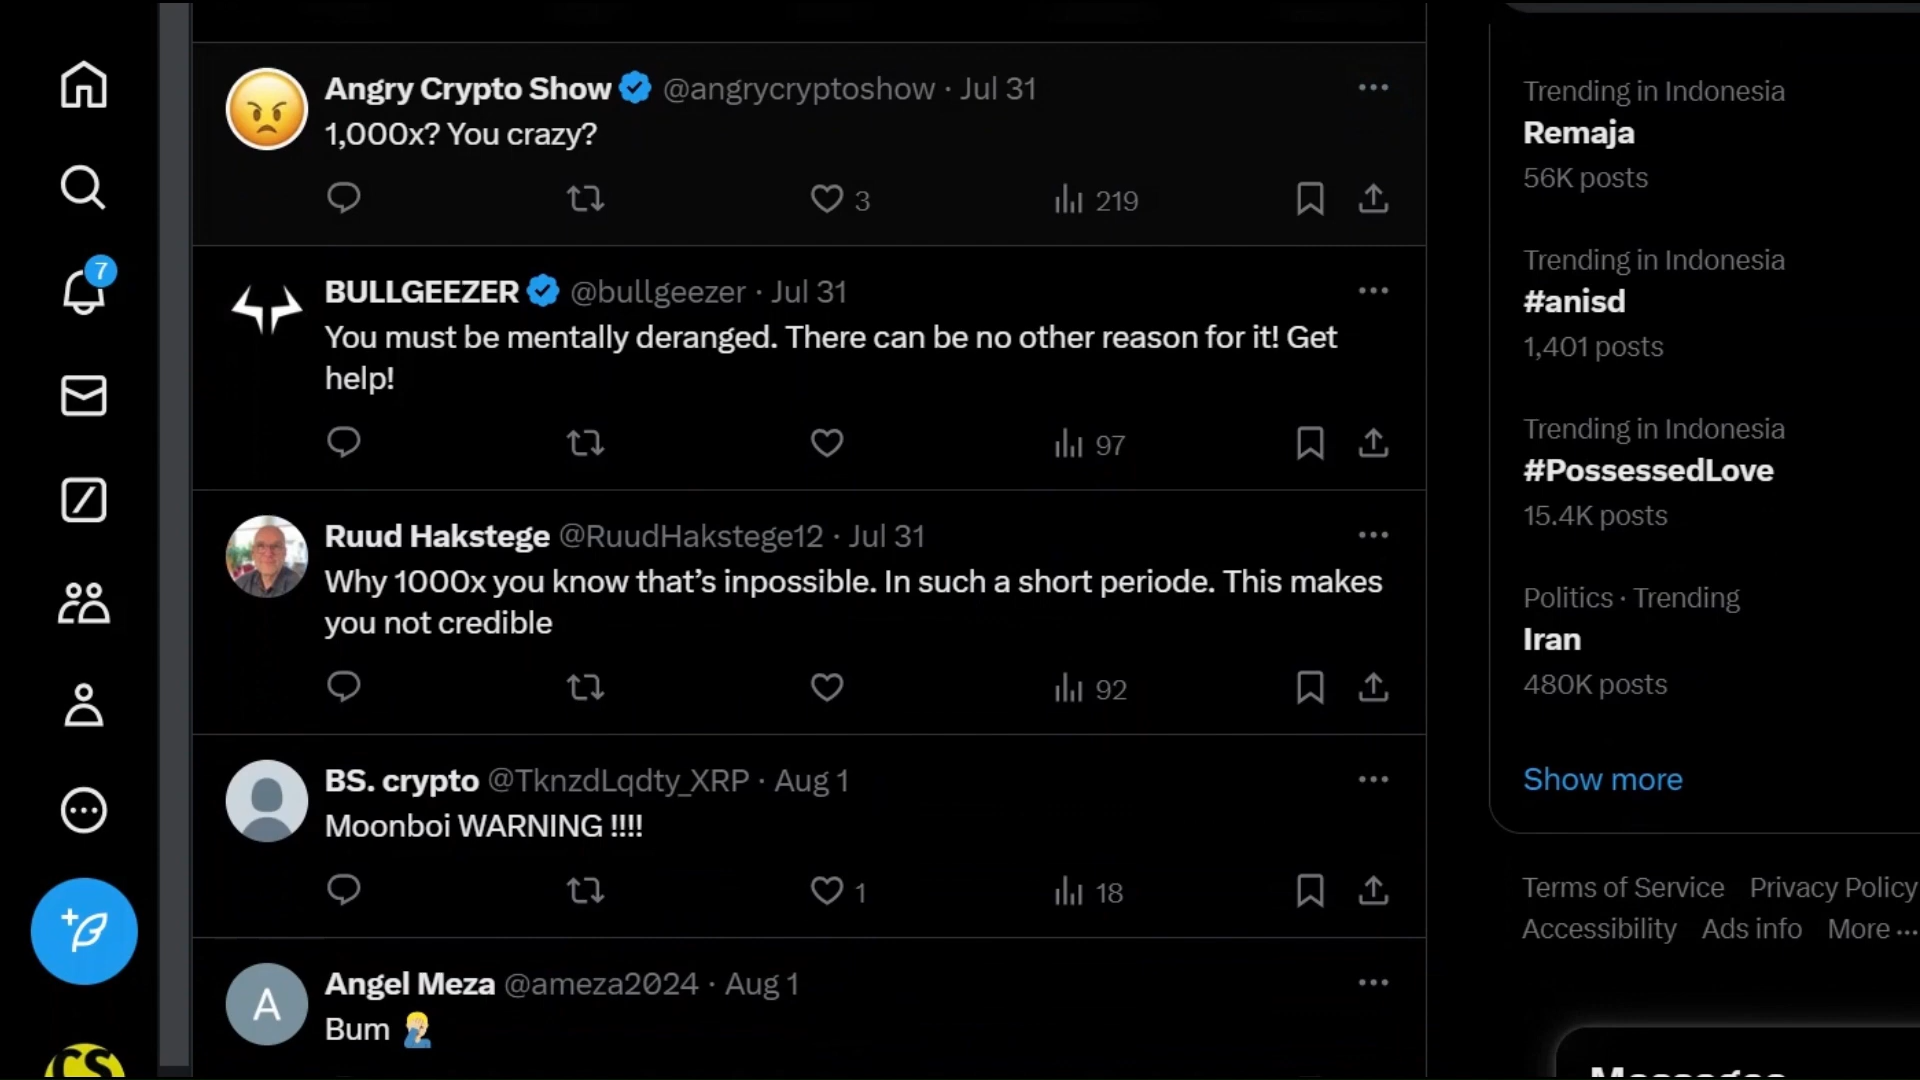 7
CS
Angry Crypto Show @angrycryptoshow · Jul 31
1,000x? You crazy?
3
219
BULLGEEZER @bullgeezer · Jul 31
You must be mentally deranged. There can be no other reason for it! Get
help!
97
Ruud Hakstege @RuudHakstege12 · Jul 31
Why 1000x you know that’s inpossible. In such a short periode. This makes
you not credible
92
BS. crypto @TknzdLqdty_XRP · Aug 1
Moonboi WARNING !!!!
1
18
A
Angel Meza @ameza2024 · Aug 1
Bum 🤦🏼‍♂️
Trending in Indonesia
Remaja
56K posts
Trending in Indonesia
#anisd
1,401 posts
Trending in Indonesia
#PossessedLove
15.4K posts
Politics · Trending
Iran
480K posts
Show more
Terms of Service Privacy Policy
Accessibility Ads info More ···
Messages